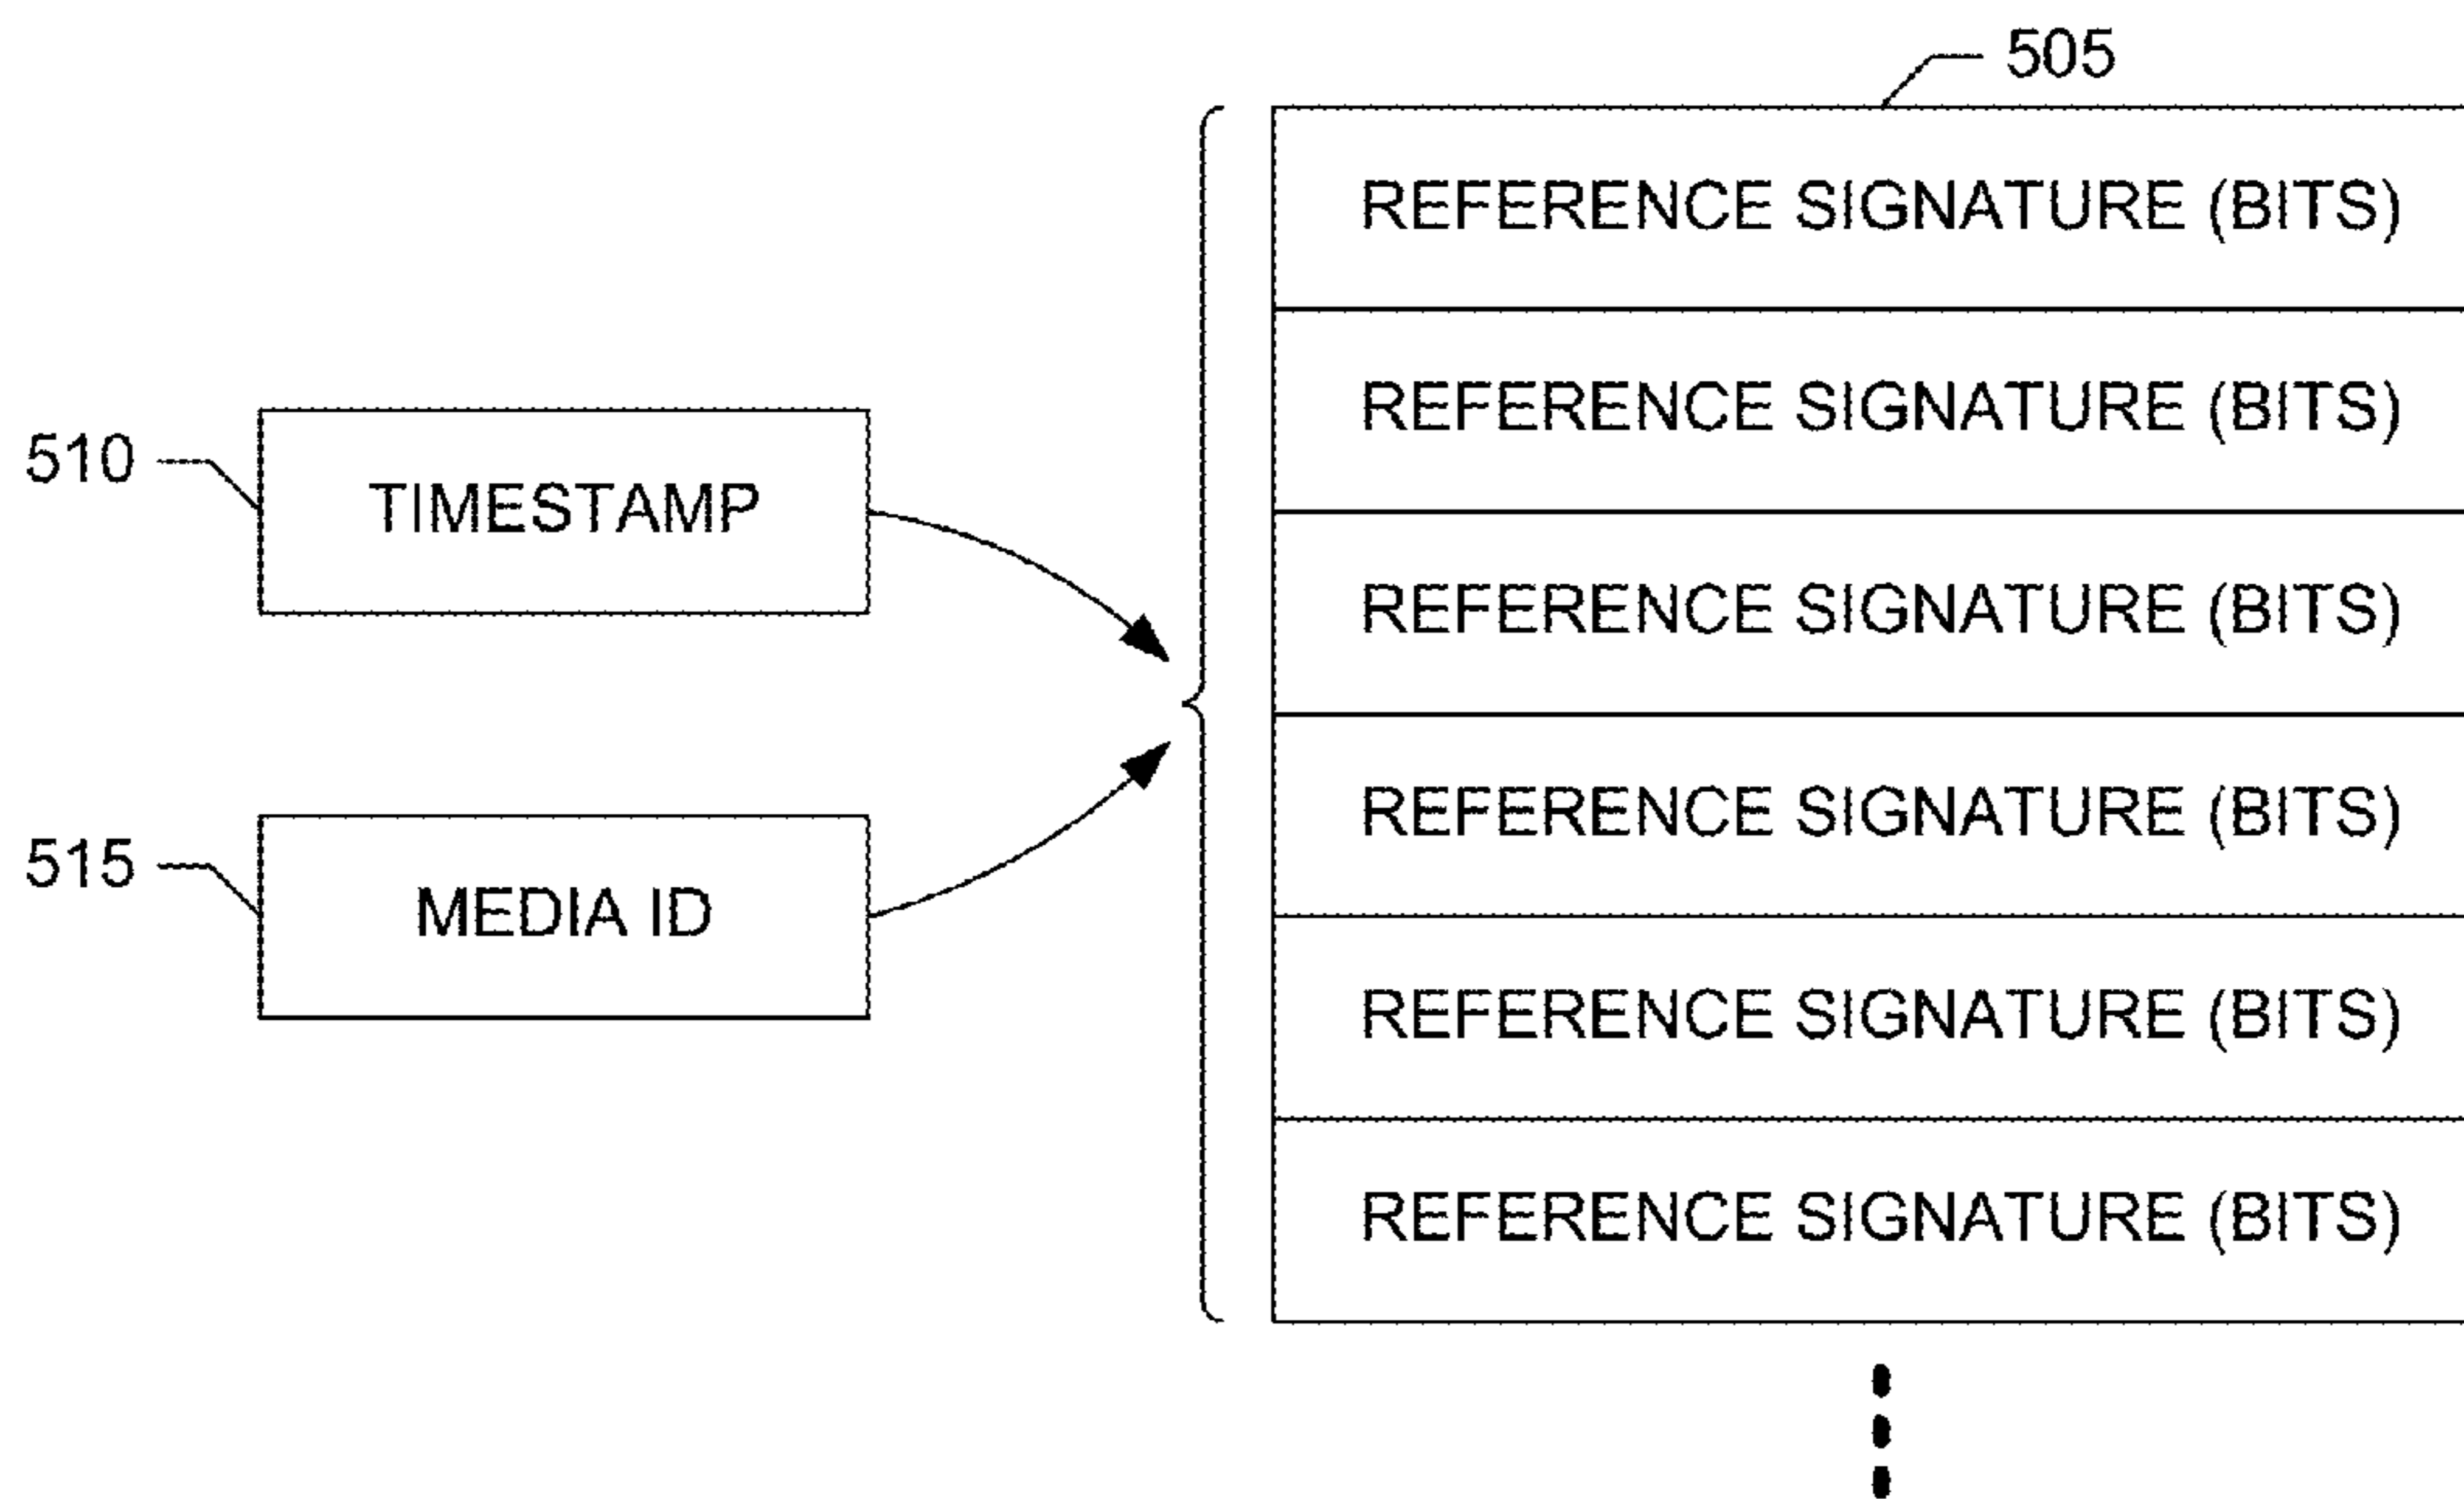 505
REFERENCE SIGNATURE (BITS)
REFERENCE SIGNATURE (BITS)
510
TIMESTAMP
REFERENCE SIGNATURE (BITS)
REFERENCE SIGNATURE (BITS)
515
MEDIA ID
REFERENCE SIGNATURE (BITS)
REFERENCE SIGNATURE (BITS)